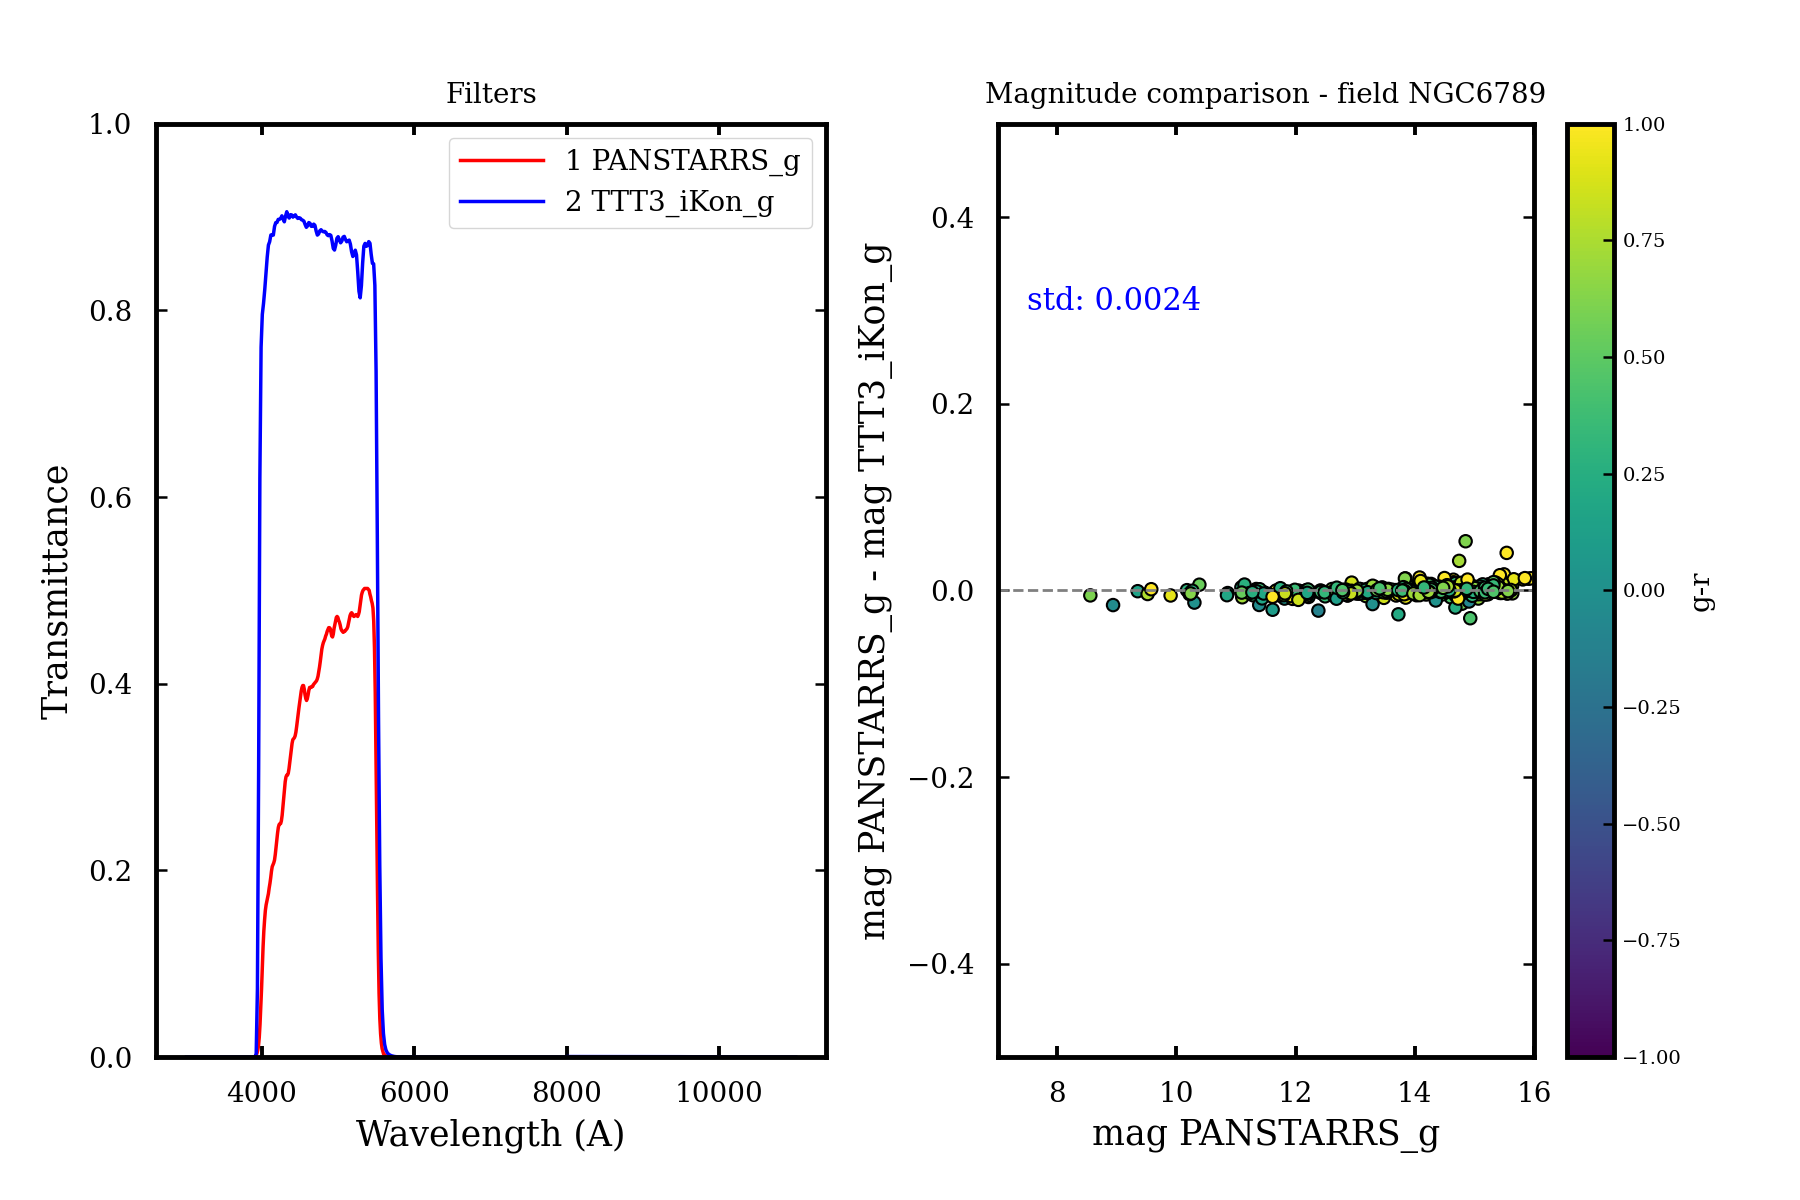 Filters
1.0
0.8
0.6
0.4
0.2
0.0
Transmittance
1 PANSTARRS_g
2 TTT3_iKon_g
4000
6000
8000
10000
Wavelength (A)
Magnitude comparison - field NGC6789
mag PANSTARRS_g - mag TTT3_iKon_g
0.4
0.2
0.0
−0.2
−0.4
std: 0.0024
8
10
12
14
16
mag PANSTARRS_g
1.00
0.75
0.50
0.25
0.00
−0.25
−0.50
−0.75
−1.00
g-r